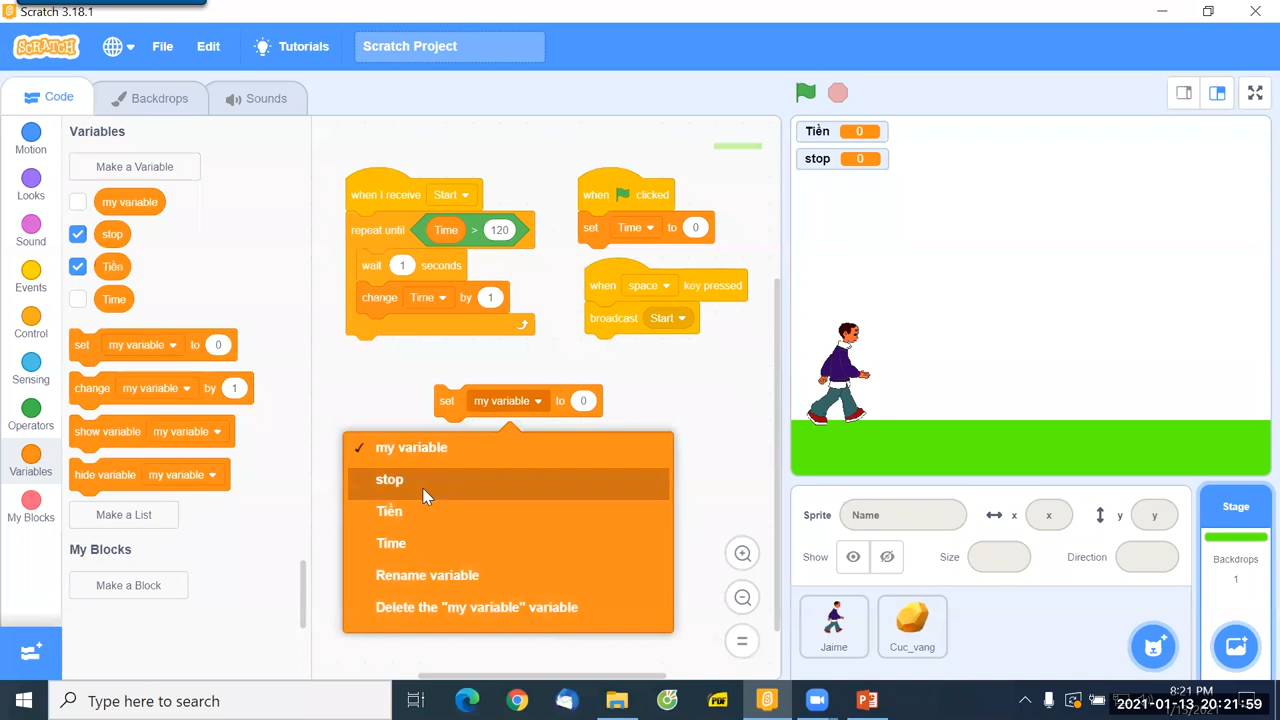 Scratch 3.18.1
SCRATCH
File
Edit
Tutorials
Scratch Project
Code
Backdrops
Sounds
Motion
Looks
Sound
Events
Control
Sensing
Operators
Variables
My Blocks
Variables
Make a Variable
my variable
stop
Tiền
Time
set my variable to 0
change my variable by 1
show variable my variable
hide variable my variable
Make a List
My Blocks
Make a Block
when I receive Start
repeat until Time > 120
wait 1 seconds
change Time by 1
when clicked
set Time to 0
when space key pressed
broadcast Start
set my variable to 0
✓ my variable
stop
Tiền
Time
Rename variable
Delete the "my variable" variable
Tiền 0
stop 0
Sprite Name x x y y
Show Size Direction
Jaime
Cuc_vang
Stage
Backdrops
1
Type here to search
PDF
8:21 PM
2021-01-13 20:21:59